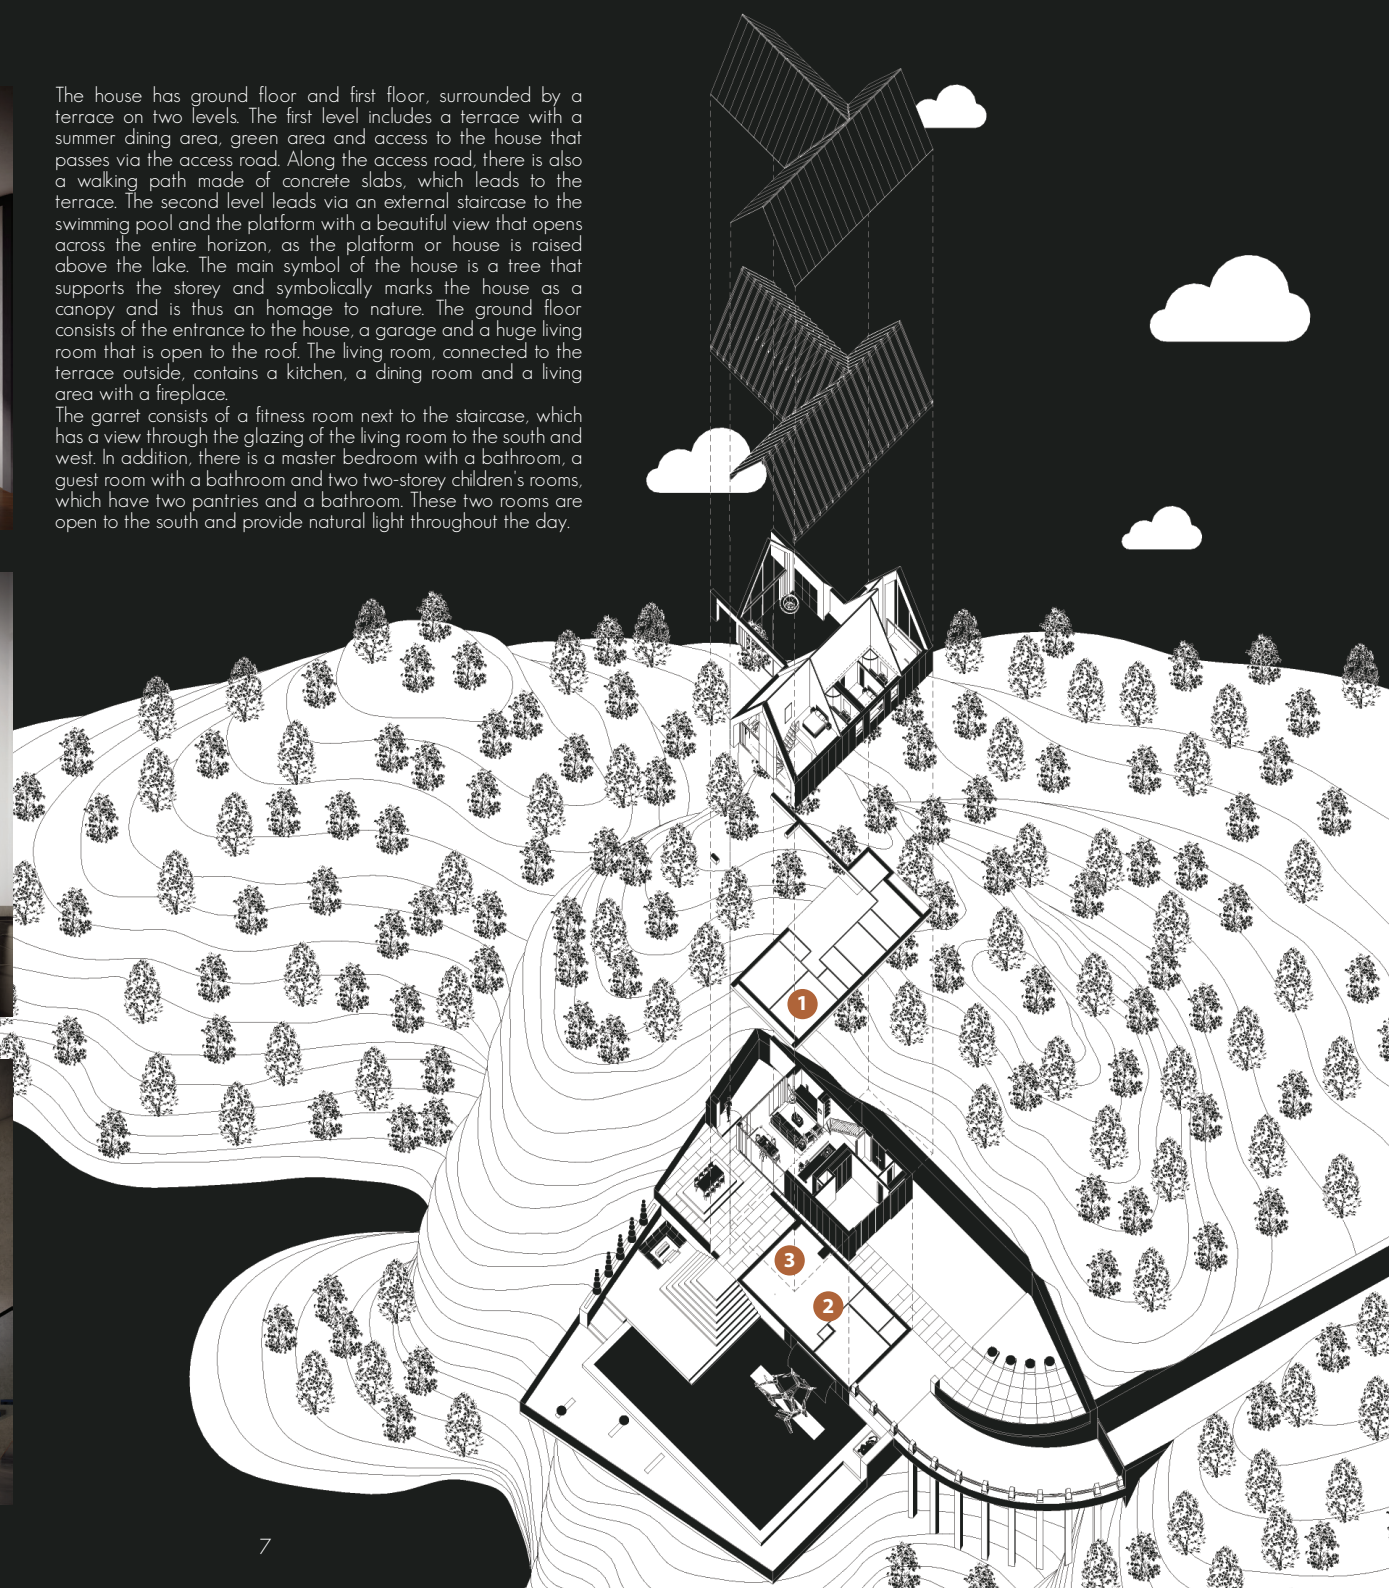 The house has ground floor and first floor, surrounded by a
terrace on two levels. The first level includes a terrace with a
summer dining area, green area and access to the house that
passes via the access road. Along the access road, there is also
a walking path made of concrete slabs, which leads to the
terrace. The second level leads via an external staircase to the
swimming pool and the platform with a beautiful view that opens
across the entire horizon, as the platform or house is raised
above the lake. The main symbol of the house is a tree that
supports the storey and symbolically marks the house as a
canopy and is thus an homage to nature. The ground floor
consists of the entrance to the house, a garage and a huge living
room that is open to the roof. The living room, connected to the
terrace outside, contains a kitchen, a dining room and a living
area with a fireplace.
The garret consists of a fitness room next to the staircase, which
has a view through the glazing of the living room to the south and
west. In addition, there is a master bedroom with a bathroom, a
guest room with a bathroom and two two-storey children's rooms,
which have two pantries and a bathroom. These two rooms are
open to the south and provide natural light throughout the day.
1
3
2
7